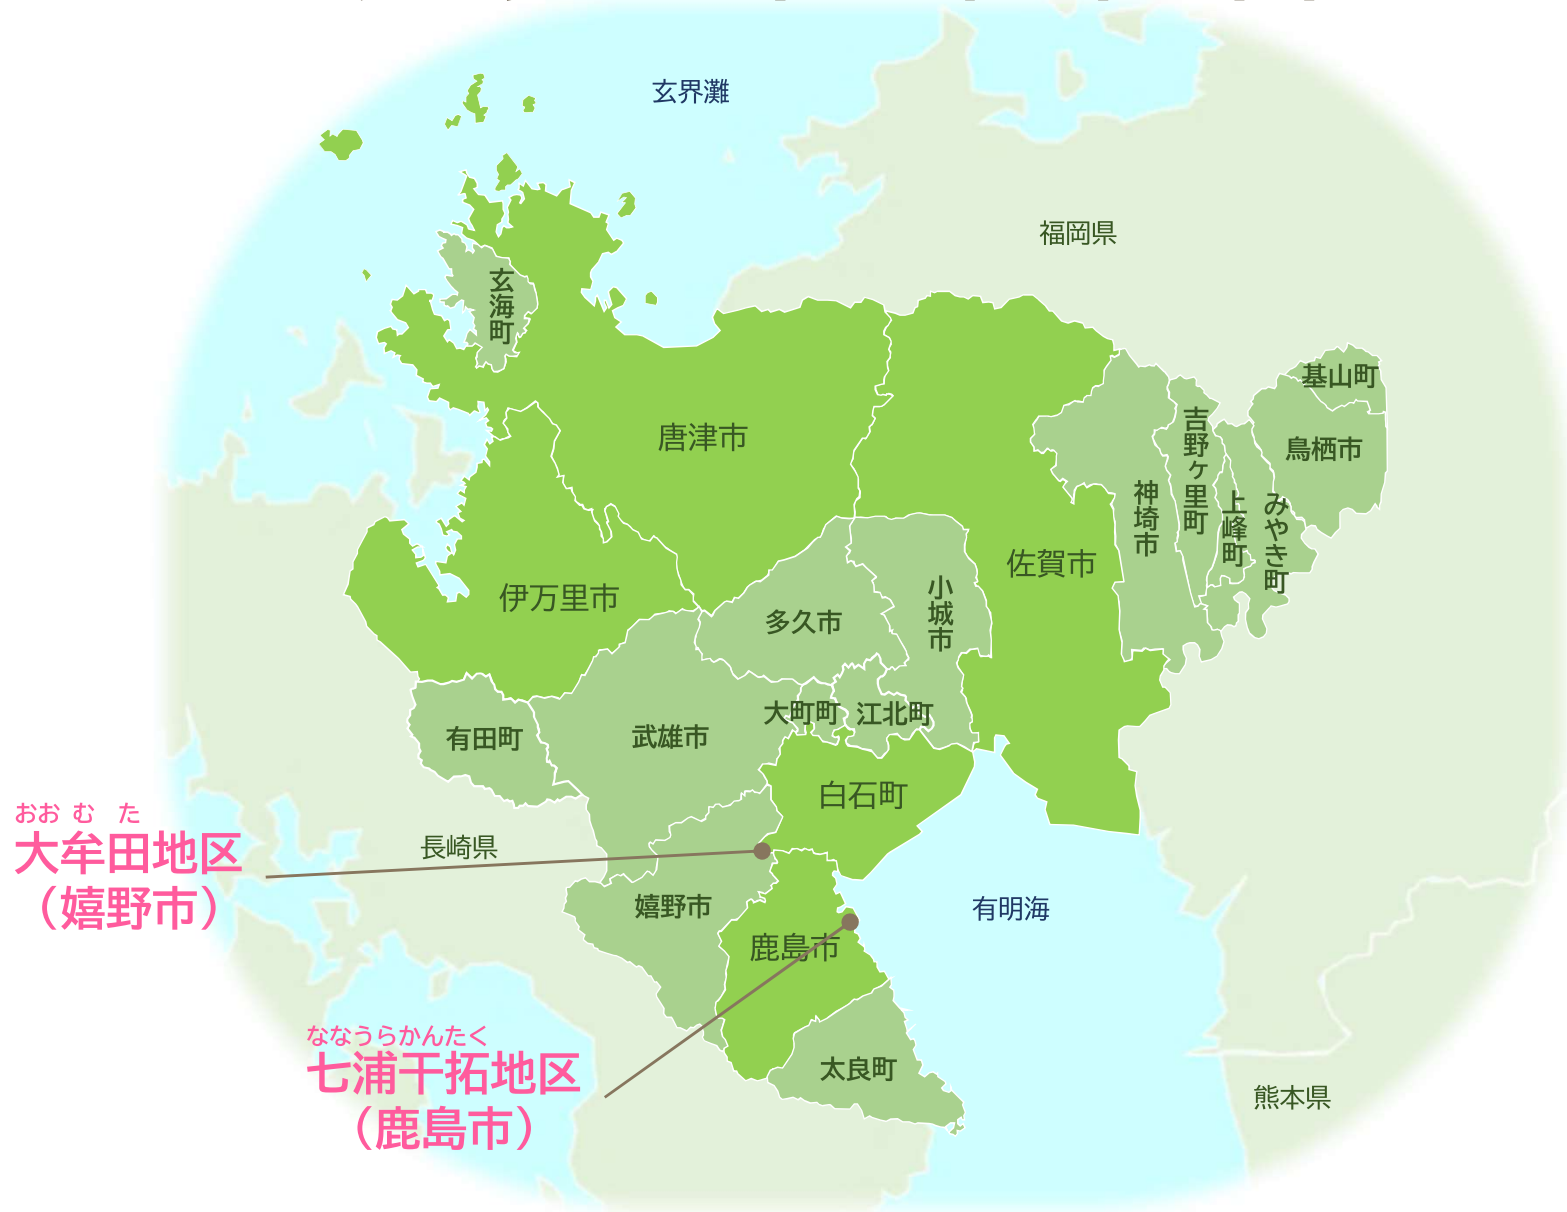 玄界灘
福岡県
玄海町
基山町
唐津市
吉野ヶ里町
鳥栖市
神埼市
上峰町
みやき町
伊万里市
佐賀市
多久市
小城市
有田町
武雄市
大町町
江北町
白石町
おお む た
大牟田地区
（嬉野市）
長崎県
嬉野市
有明海
鹿島市
ななうらかんたく
七浦干拓地区
（鹿島市）
太良町
熊本県